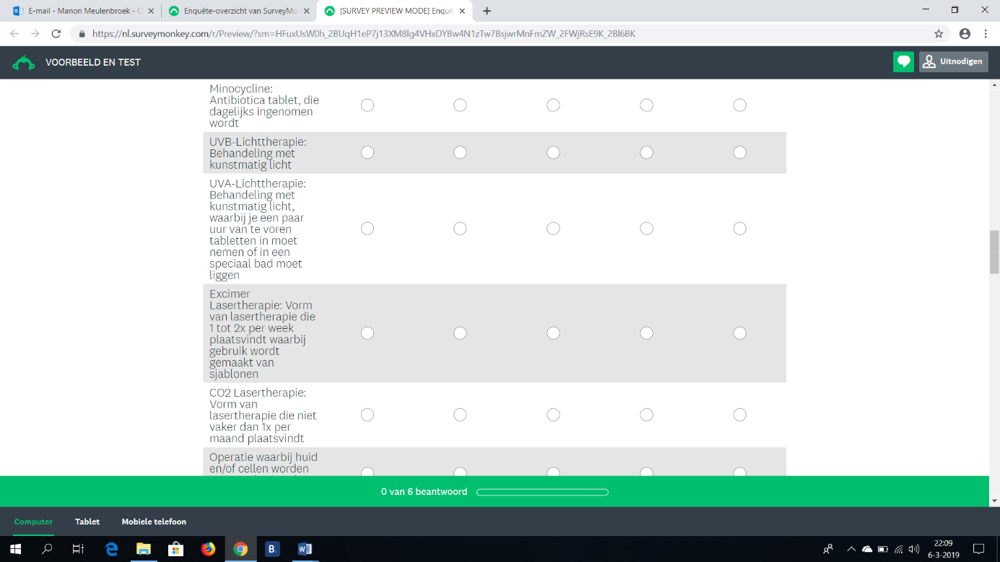 E-mail - Manon Meulenbroek - O
Enquête-overzicht van SurveyMo
[SURVEY PREVIEW MODE] Enquê
https://nl.surveymonkey.com/r/Preview/?sm=HFuxUsW0h_2BUqH1eP7j13XM8lg4VHxDYBw4N1zTw7BsjwrMnFmZW_2FWjRsE9K_2Bl6BK
VOORBEELD EN TEST
Uitnodigen
Minocycline:
Antibiotica tablet, die
dagelijks ingenomen
wordt
UVB-Lichttherapie:
Behandeling met
kunstmatig licht
UVA-Lichttherapie:
Behandeling met
kunstmatig licht,
waarbij je een paar
uur van te voren
tabletten in moet
nemen of in een
speciaal bad moet
liggen
Excimer
Lasertherapie: Vorm
van lasertherapie die
1 tot 2x per week
plaatsvindt waarbij
gebruik wordt
gemaakt van
sjablonen
CO2 Lasertherapie:
Vorm van
lasertherapie die niet
vaker dan 1x per
maand plaatsvindt
Operatie waarbij huid
en/of cellen worden
0 van 6 beantwoord
Computer Tablet Mobiele telefoon
B.
22:09
6-3-2019